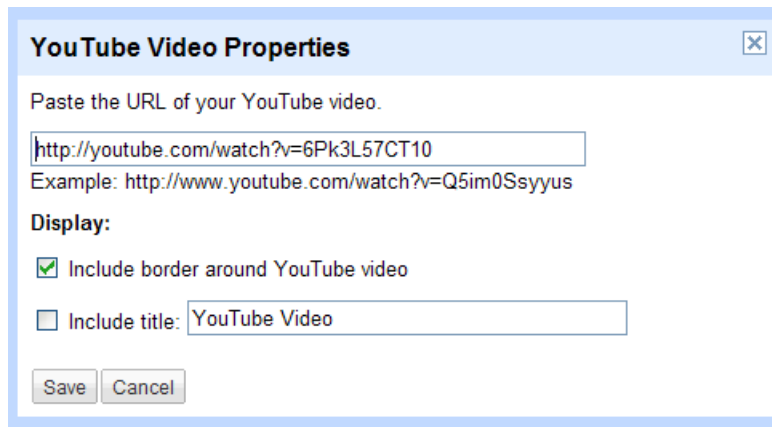 YouTube Video Properties
Paste the URL of your YouTube video.
http://youtube.com/watch?v=6Pk3L57CT10
Example: http://www.youtube.com/watch?v=Q5im0Ssyyus
Display:
Include border around YouTube video
Include title: YouTube Video
Save Cancel